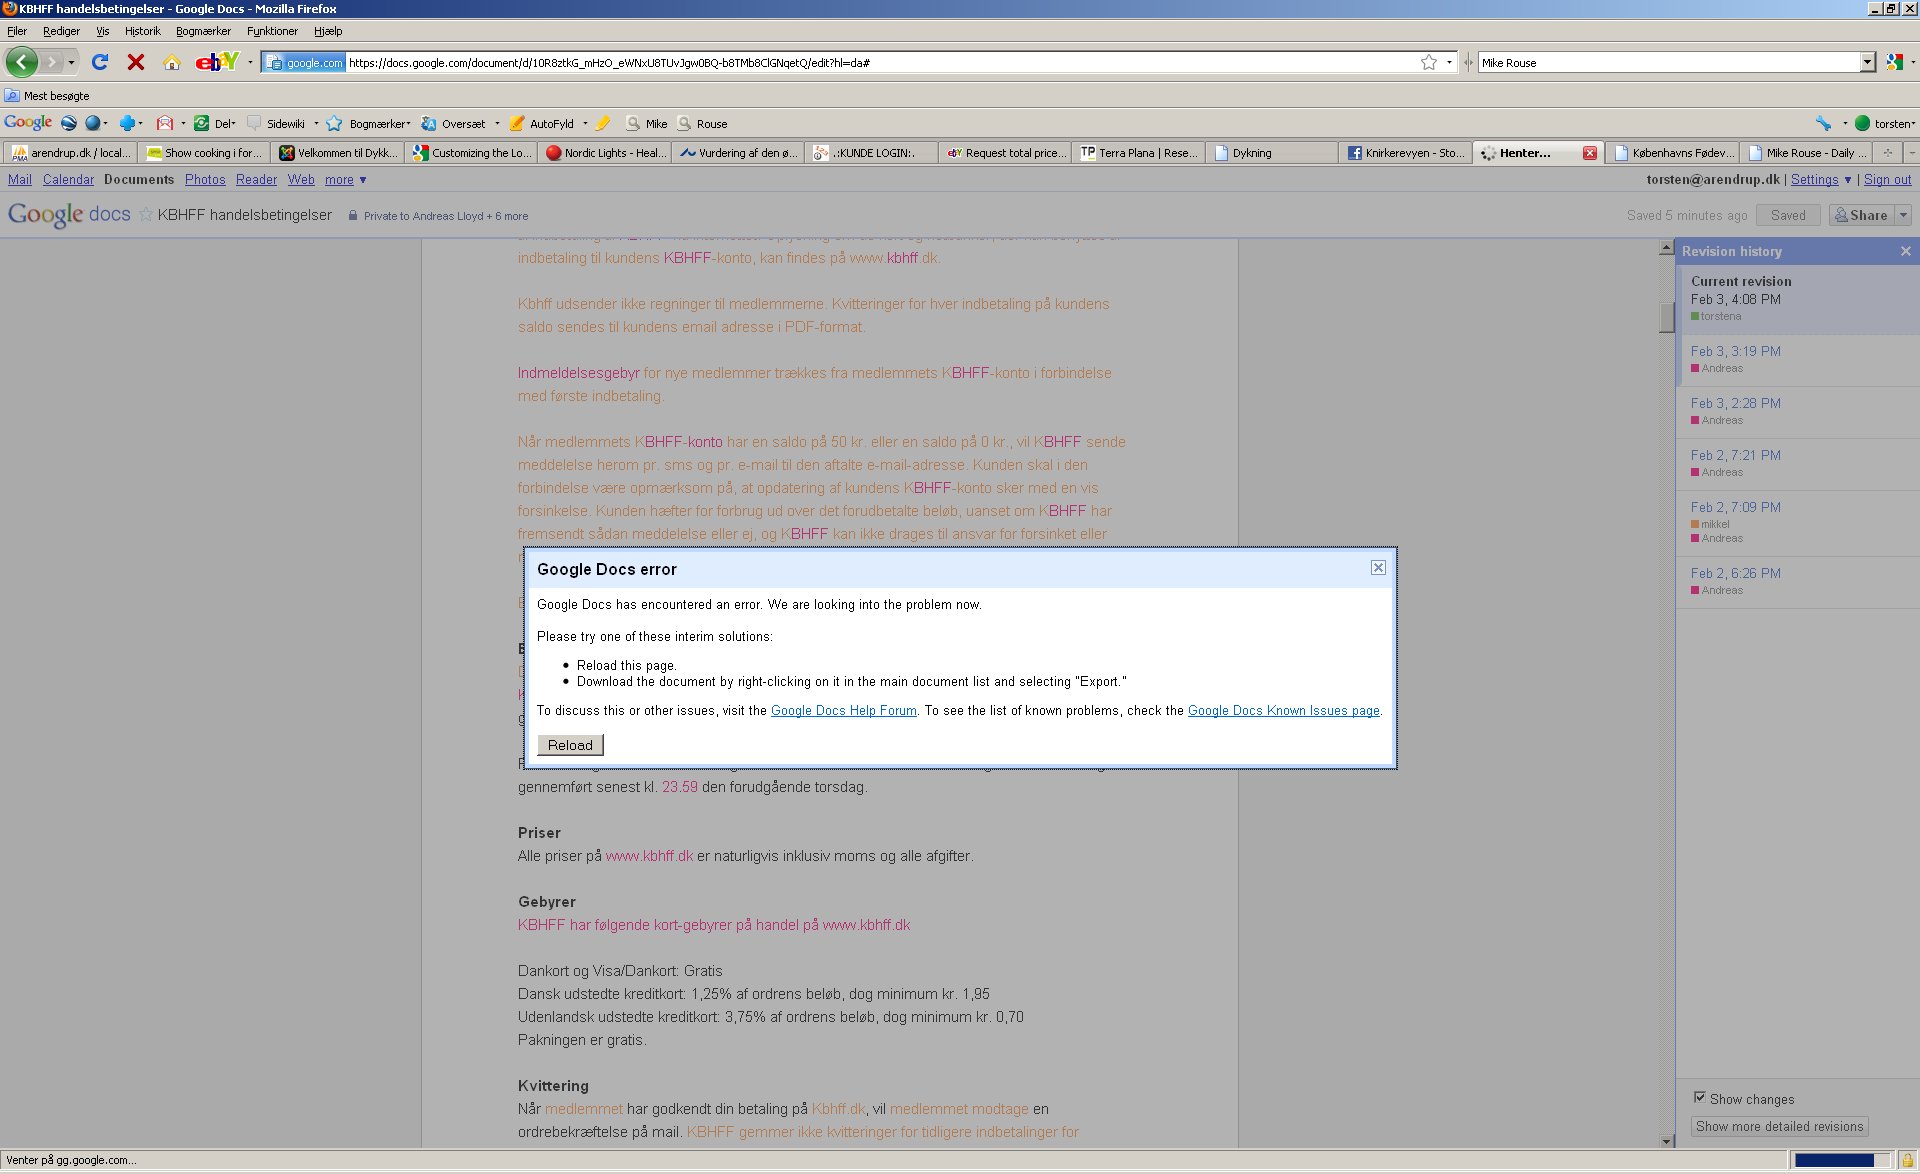 KBHFF handelsbetingelser - Google Docs - Mozilla Firefox
Filer Rediger Vis Historik Bogmærker Funktioner Hjælp
ebY google.com https://docs.google.com/document/d/10R8ztkG_mHzO_eWNxU8TUvJgw0BQ-b8TMb8ClGNqetQ/edit?hl=da# Mike Rouse
Mest besøgte
Google Del Sidewiki Bogmærker Oversæt AutoFyld Mike Rouse torsten
arendrup.dk / local... Show cooking i for... Velkommen til Dykk... Customizing the Lo... Nordic Lights - Heal... Vurdering af den ø... .:KUNDE LOGIN:. Request total price... TP Terra Plana | Rese... Dykning Knirkerevyen - Sto... Henter... Københavns Fødev... Mike Rouse - Daily ...
Mail Calendar Documents Photos Reader Web more ▼ torsten@arendrup.dk | Settings ▼ | Sign out
Google docs KBHFF handelsbetingelser Private to Andreas Lloyd + 6 more Saved 5 minutes ago Saved Share
indbetaling til kundens KBHFF-konto, kan findes på www.kbhff.dk.
Kbhff udsender ikke regninger til medlemmerne. Kvitteringer for hver indbetaling på kundens
saldo sendes til kundens email adresse i PDF-format.
Indmeldelsesgebyr for nye medlemmer trækkes fra medlemmets KBHFF-konto i forbindelse
med første indbetaling.
Når medlemmets KBHFF-konto har en saldo på 50 kr. eller en saldo på 0 kr., vil KBHFF sende
meddelelse herom pr. sms og pr. e-mail til den aftalte e-mail-adresse. Kunden skal i den
forbindelse være opmærksom på, at opdatering af kundens KBHFF-konto sker med en vis
forsinkelse. Kunden hæfter for forbrug ud over det forudbetalte beløb, uanset om KBHFF har
fremsendt sådan meddelelse eller ej, og KBHFF kan ikke drages til ansvar for forsinket eller
Google Docs error
Google Docs has encountered an error. We are looking into the problem now.
Please try one of these interim solutions:
• Reload this page.
• Download the document by right-clicking on it in the main document list and selecting "Export."
To discuss this or other issues, visit the Google Docs Help Forum. To see the list of known problems, check the Google Docs Known Issues page.
Reload
gennemført senest kl. 23.59 den forudgående torsdag.
Priser
Alle priser på www.kbhff.dk er naturligvis inklusiv moms og alle afgifter.
Gebyrer
KBHFF har følgende kort-gebyrer på handel på www.kbhff.dk
Dankort og Visa/Dankort: Gratis
Dansk udstedte kreditkort: 1,25% af ordrens beløb, dog minimum kr. 1,95
Udenlandsk udstedte kreditkort: 3,75% af ordrens beløb, dog minimum kr. 0,70
Pakningen er gratis.
Kvittering
Når medlemmet har godkendt din betaling på Kbhff.dk, vil medlemmet modtage en
ordrebekræftelse på mail. KBHFF gemmer ikke kvitteringer for tidligere indbetalinger for
Revision history
Current revision
Feb 3, 4:08 PM
torstena
Feb 3, 3:19 PM
Andreas
Feb 3, 2:28 PM
Andreas
Feb 2, 7:21 PM
Andreas
Feb 2, 7:09 PM
mikkel
Andreas
Feb 2, 6:26 PM
Andreas
Show changes
Show more detailed revisions
Venter på gg.google.com...